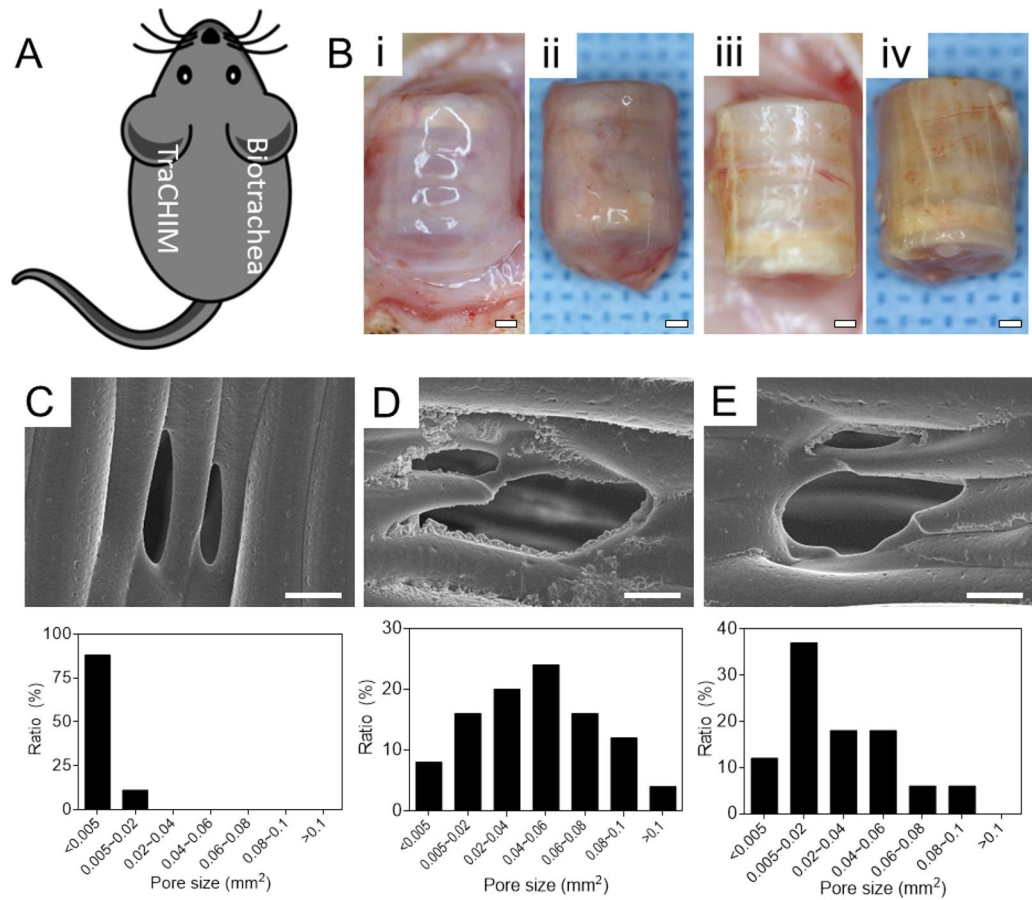 A
TraCHIM
Biotrachea
B
i
ii
iii
iv
C
D
E
Ratio (%)
100
75
50
25
0
<0.005
0.005~0.02
0.02~0.04
0.04~0.06
0.06~0.08
0.08~0.1
>0.1
Pore size (mm²)
Ratio (%)
30
20
10
0
<0.005
0.005~0.02
0.02~0.04
0.04~0.06
0.06~0.08
0.08~0.1
>0.1
Pore size (mm²)
Ratio (%)
40
30
20
10
0
<0.005
0.005~0.02
0.02~0.04
0.04~0.06
0.06~0.08
0.08~0.1
>0.1
Pore size (mm²)